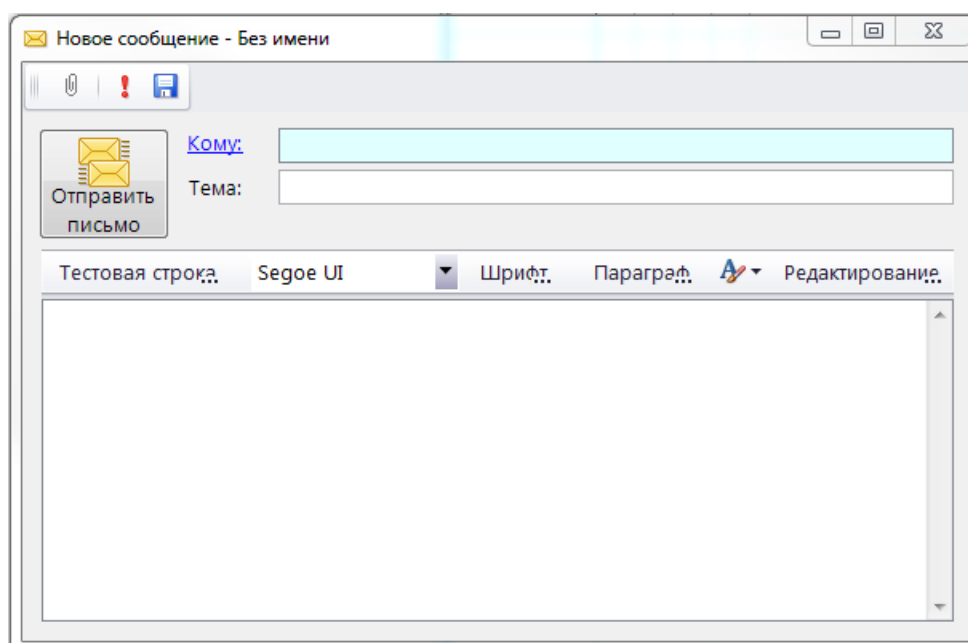 Новое сообщение - Без имени
Кому:
Отправить
письмо
Тема:
Тестовая строка... Segoe UI Шрифт... Параграф... Редактирование...